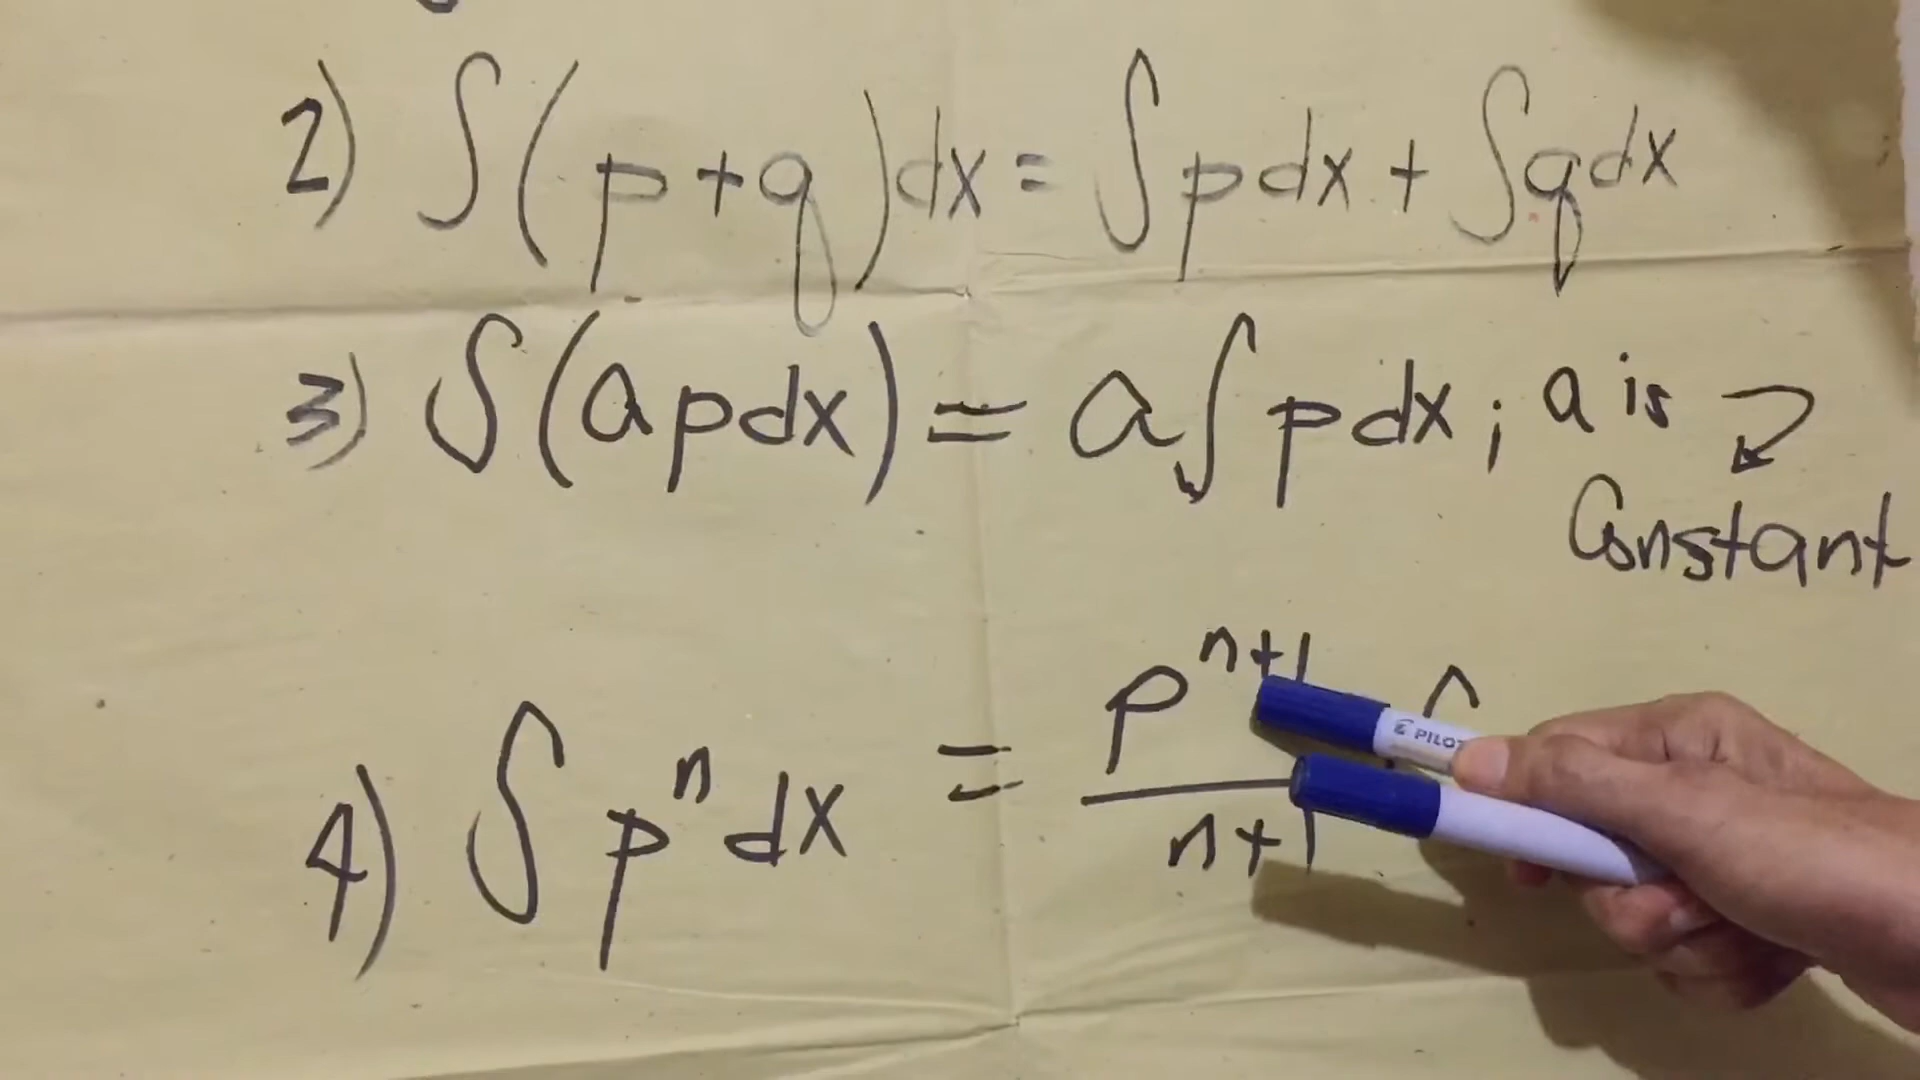 2) ∫(p+q)dx = ∫pdx + ∫qdx
3) ∫(apdx) = a∫pdx ; a is
Constant
4) ∫pⁿdx = pⁿ⁺¹/n+1
PILOT